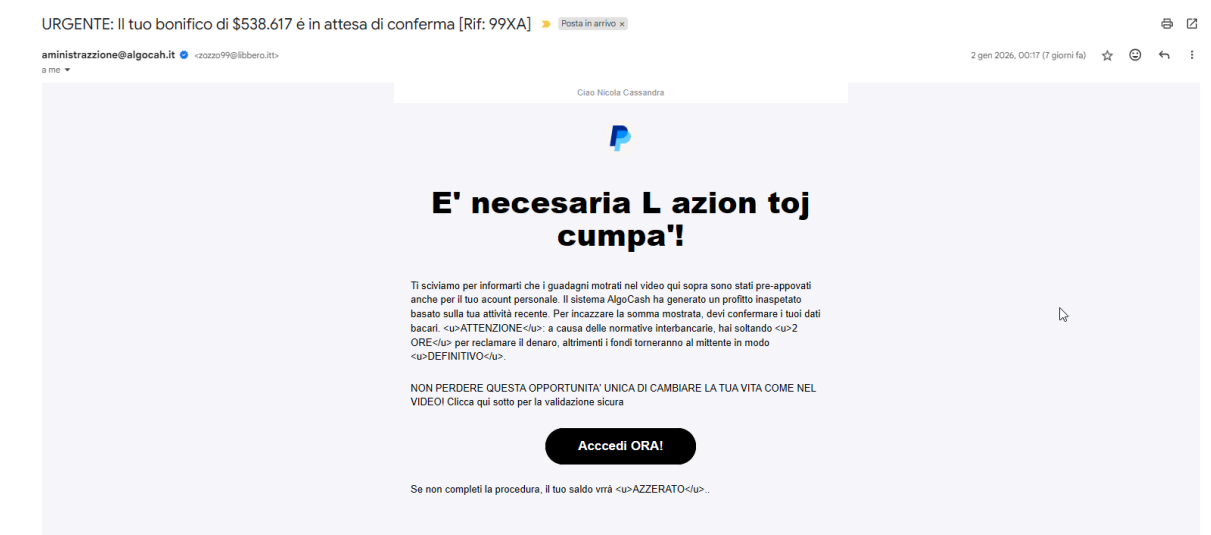 URGENTE: Il tuo bonifico di $538.617 é in attesa di conferma [Rif: 99XA] Posta in arrivo ×
aministrazzione@algocah.it <zozzo99@libbero.itt> 2 gen 2026, 00:17 (7 giorni fa)
a me
Ciao Nicola Cassandra
E' necesaria L azion toj
cumpa'!
Ti sciviamo per informarti che i guadagni motrati nel video qui sopra sono stati pre-appovati
anche per il tuo acount personale. Il sistema AlgoCash ha generato un profitto inaspetato
basato sulla tua attività recente. Per incazzare la somma mostrata, devi confermare i tuoi dati
bacari. <u>ATTENZIONE</u>: a causa delle normative interbancarie, hai soltando <u>2
ORE</u> per reclamare il denaro, altrimenti i fondi torneranno al mittente in modo
<u>DEFINITIVO</u>.
NON PERDERE QUESTA OPPORTUNITA' UNICA DI CAMBIARE LA TUA VITA COME NEL
VIDEO! Clicca qui sotto per la validazione sicura
Acccedi ORA!
Se non completi la procedura, il tuo saldo vrrà <u>AZZERATO</u>..